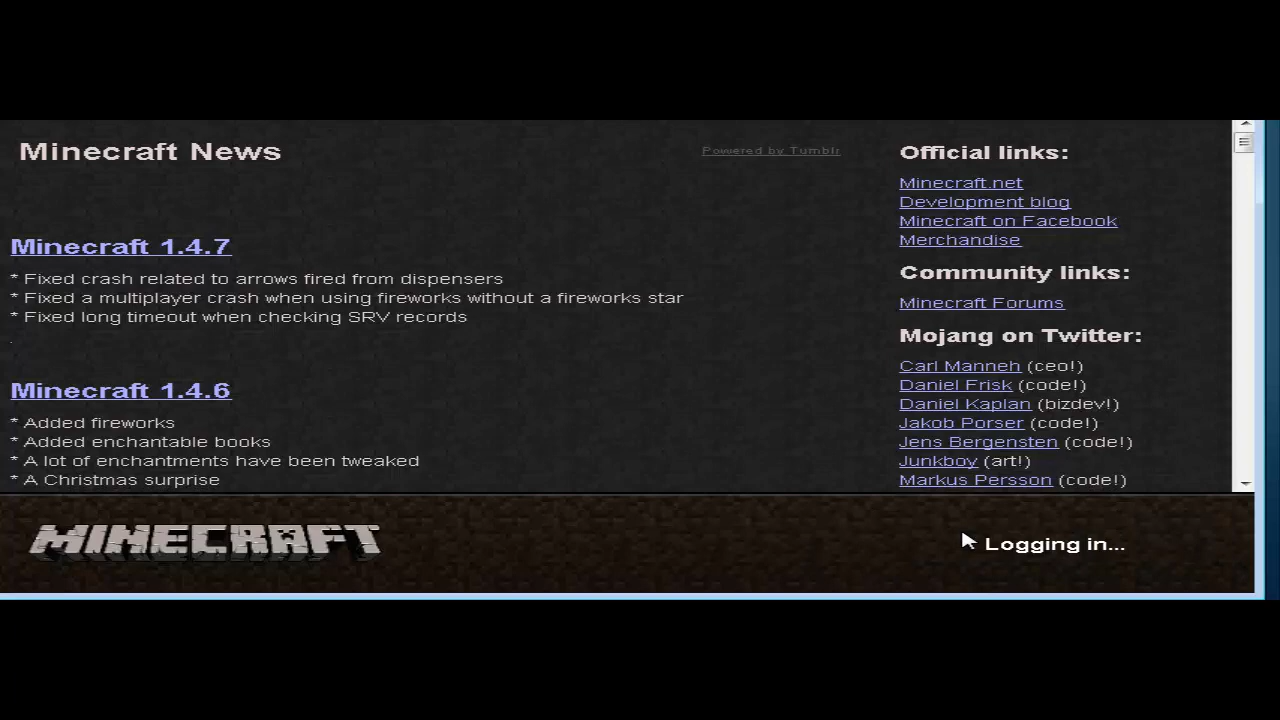 Minecraft News
Powered by Tumblr
Minecraft 1.4.7
* Fixed crash related to arrows fired from dispensers
* Fixed a multiplayer crash when using fireworks without a fireworks star
* Fixed long timeout when checking SRV records
.
Minecraft 1.4.6
* Added fireworks
* Added enchantable books
* A lot of enchantments have been tweaked
* A Christmas surprise
Official links:
Minecraft.net
Development blog
Minecraft on Facebook
Merchandise
Community links:
Minecraft Forums
Mojang on Twitter:
Carl Manneh (ceo!)
Daniel Frisk (code!)
Daniel Kaplan (bizdev!)
Jakob Porser (code!)
Jens Bergensten (code!)
Junkboy (art!)
Markus Persson (code!)
MINECRAFT
Logging in...